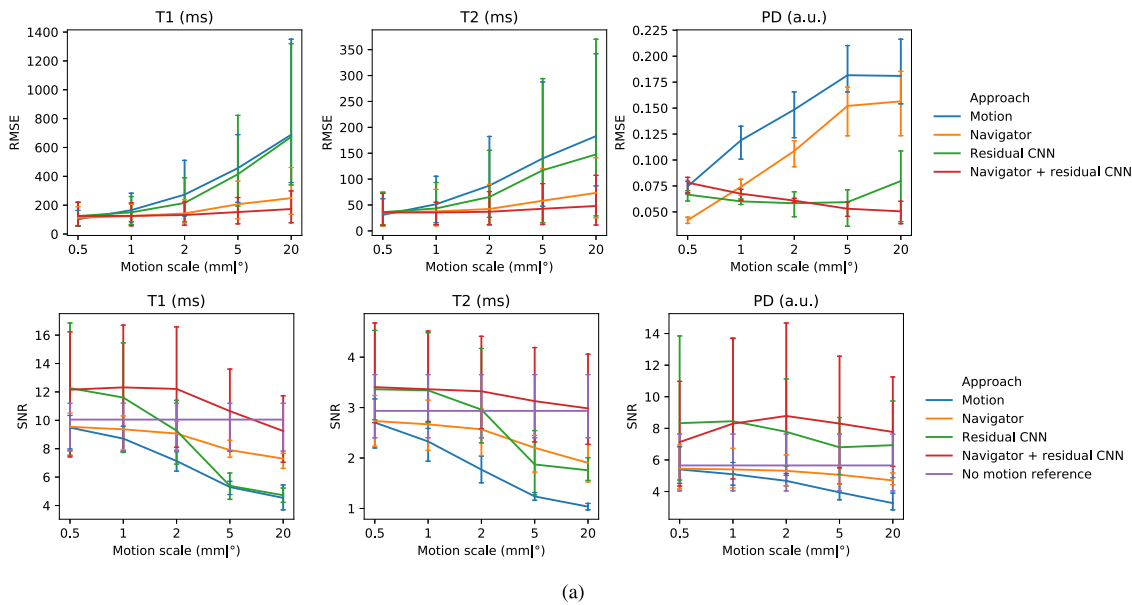 T1 (ms)
1400
1200
1000
800
600
400
200
0
RMSE
0.5
1
2
5
20
Motion scale (mm|°)
T2 (ms)
350
300
250
200
150
100
50
0
RMSE
0.5
1
2
5
20
Motion scale (mm|°)
PD (a.u.)
0.225
0.200
0.175
0.150
0.125
0.100
0.075
0.050
RMSE
0.5
1
2
5
20
Motion scale (mm|°)
Approach
Motion
Navigator
Residual CNN
Navigator + residual CNN
T1 (ms)
16
14
12
10
8
6
4
SNR
0.5
1
2
5
20
Motion scale (mm|°)
T2 (ms)
4
3
2
1
SNR
0.5
1
2
5
20
Motion scale (mm|°)
PD (a.u.)
14
12
10
8
6
4
SNR
0.5
1
2
5
20
Motion scale (mm|°)
Approach
Motion
Navigator
Residual CNN
Navigator + residual CNN
No motion reference
(a)